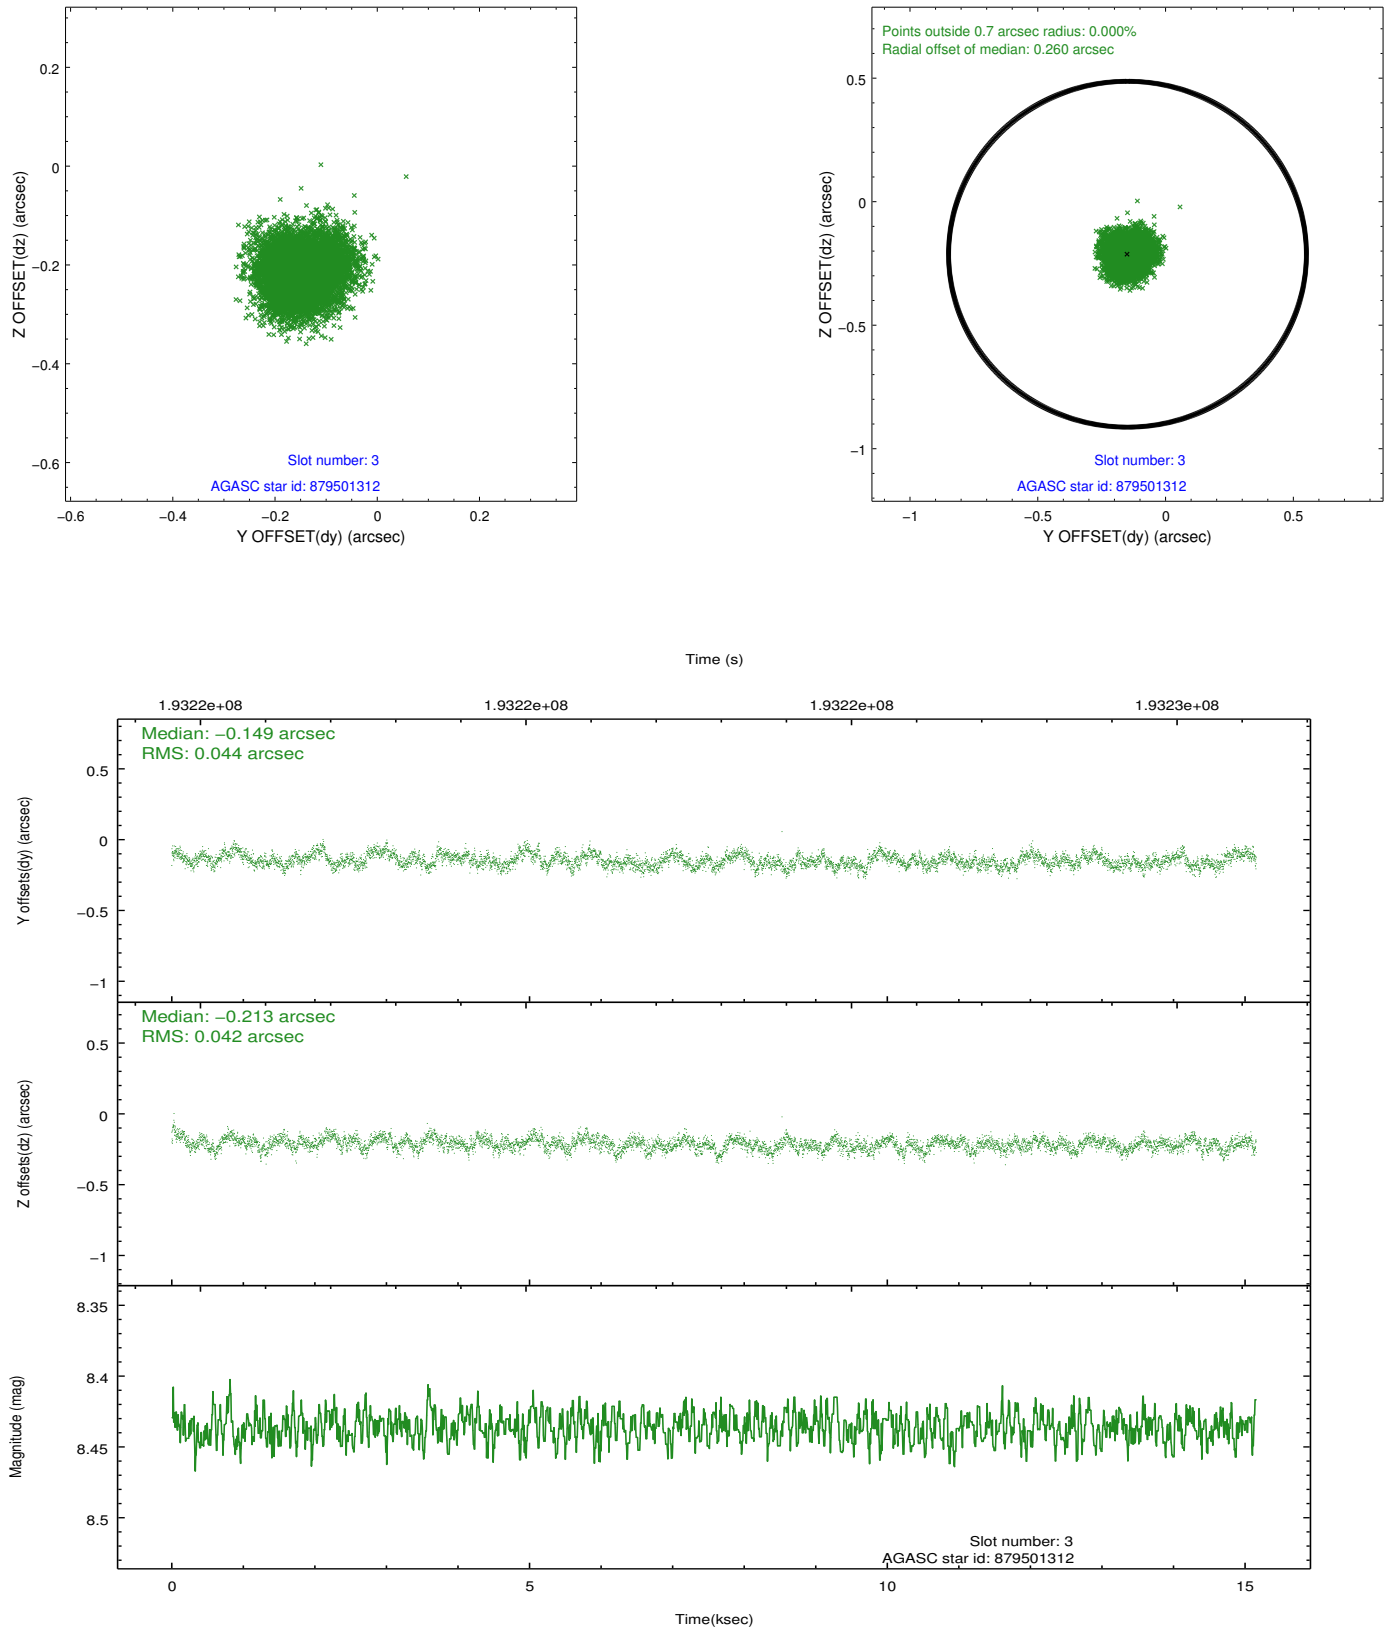 0.2
0
−0.2
−0.4
−0.6
Z OFFSET(dz) (arcsec)
Slot number: 3
AGASC star id: 879501312
−0.6 −0.4 −0.2 0 0.2
Y OFFSET(dy) (arcsec)
Points outside 0.7 arcsec radius: 0.000%
Radial offset of median: 0.260 arcsec
0.5
0
−0.5
−1
Z OFFSET(dz) (arcsec)
Slot number: 3
AGASC star id: 879501312
−1 −0.5 0 0.5
Y OFFSET(dy) (arcsec)
Time (s)
1.9322e+08 1.9322e+08 1.9322e+08 1.9323e+08
Median: −0.149 arcsec
RMS: 0.044 arcsec
0.5
0
−0.5
−1
Y offsets(dy) (arcsec)
Median: −0.213 arcsec
RMS: 0.042 arcsec
0.5
0
−0.5
−1
Z offsets(dz) (arcsec)
8.35
8.4
8.45
8.5
Magnitude (mag)
Slot number: 3
AGASC star id: 879501312
0 5 10 15
Time(ksec)